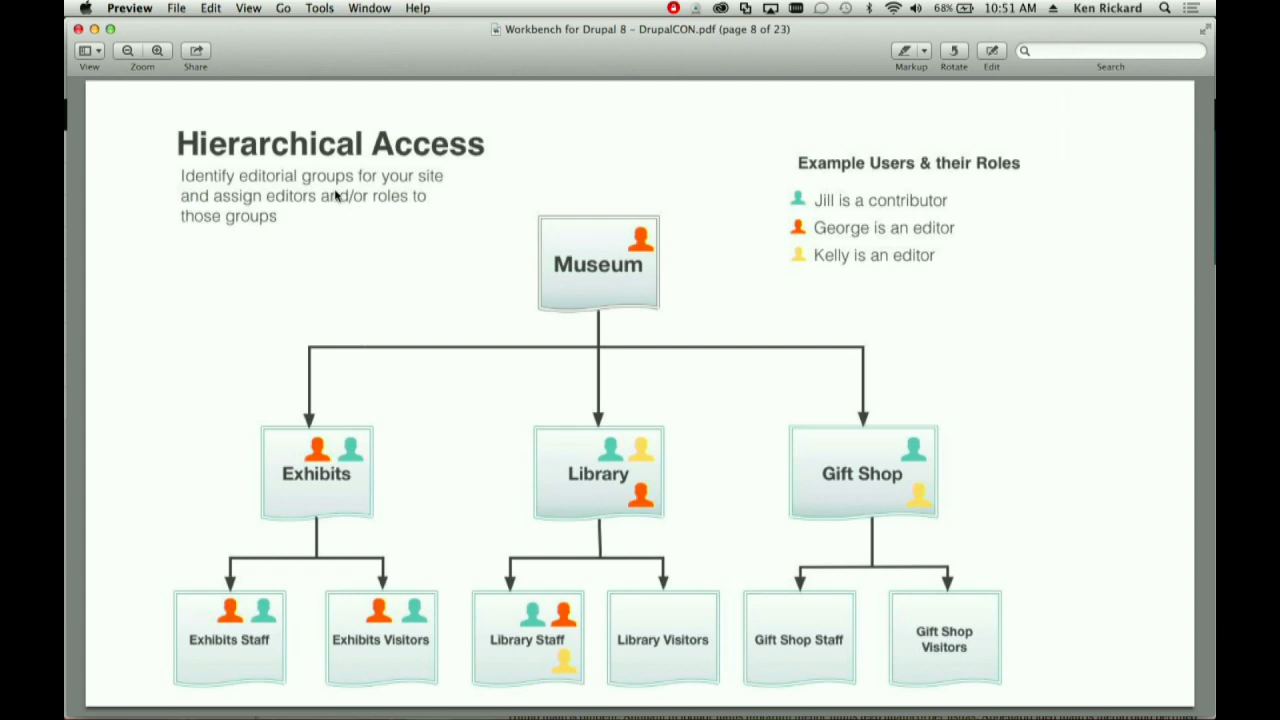 Preview File Edit View Go Tools Window Help 68% 10:51 AM Ken Rickard
Workbench for Drupal 8 - DrupalCON.pdf (page 8 of 23)
View Zoom Share Markup Rotate Edit Search
Hierarchical Access
Identify editorial groups for your site
and assign editors and/or roles to
those groups
Example Users & their Roles
Jill is a contributor
George is an editor
Kelly is an editor
Museum
Exhibits
Library
Gift Shop
Exhibits Staff
Exhibits Visitors
Library Staff
Library Visitors
Gift Shop Staff
Gift Shop
Visitors